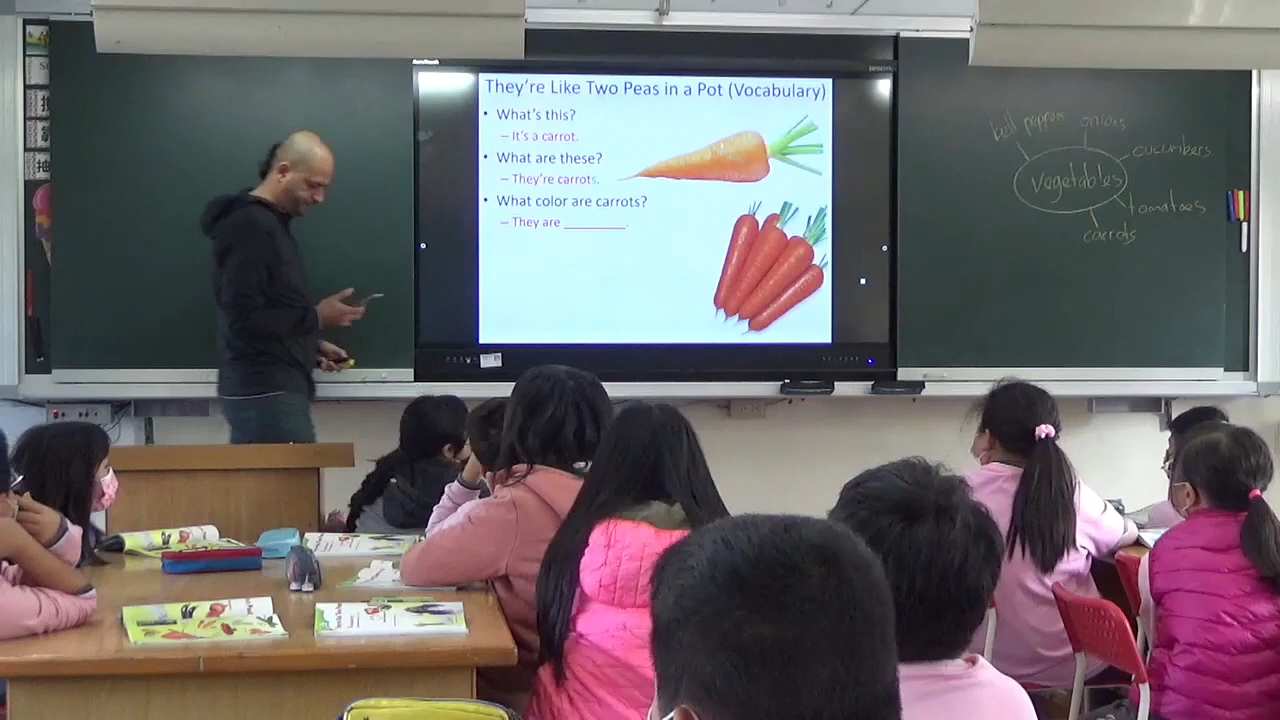 They're Like Two Peas in a Pot (Vocabulary)
• What's this?
– It's a carrot.
• What are these?
– They're carrots.
• What color are carrots?
– They are ________.
bell peppers
onions
cucumbers
vegetables
tomatoes
carrots